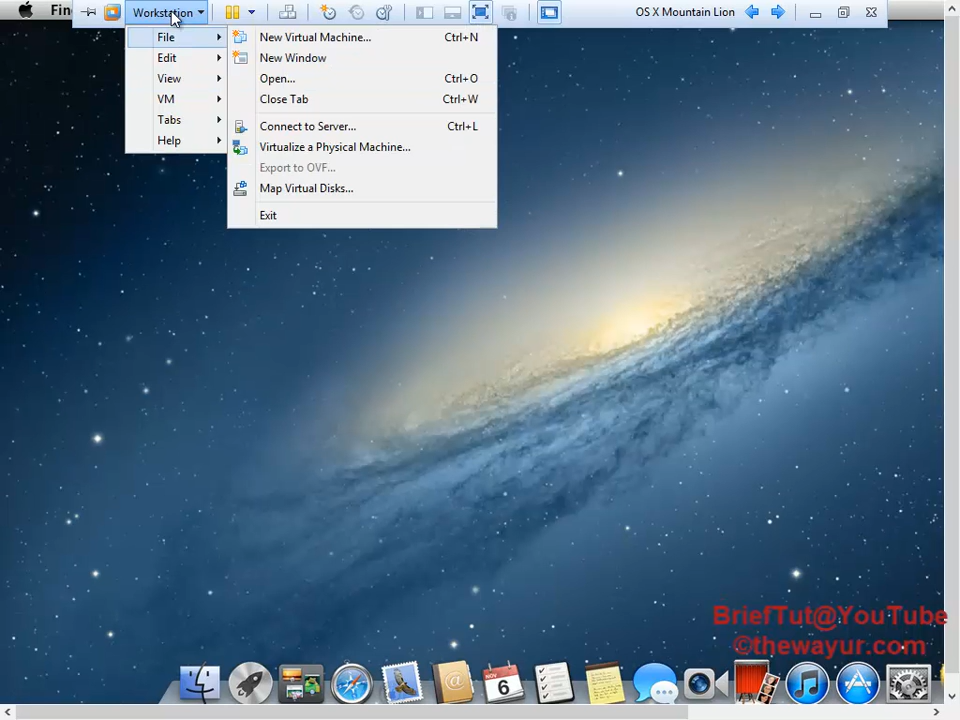 Fin
Workstation
OS X Mountain Lion
File
Edit
View
VM
Tabs
Help
New Virtual Machine... Ctrl+N
New Window
Open... Ctrl+O
Close Tab Ctrl+W
Connect to Server... Ctrl+L
Virtualize a Physical Machine...
Export to OVF...
Map Virtual Disks...
Exit
BriefTut@YouTube
©thewayur.com
6